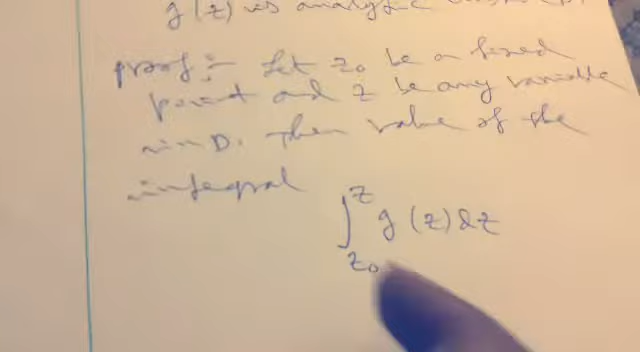 g(z) is analytic
proof :- Let z₀ be a fixed
point and z be any variable
in D. Then value of the
integral
∫_{z₀}^{z} g(z) dz